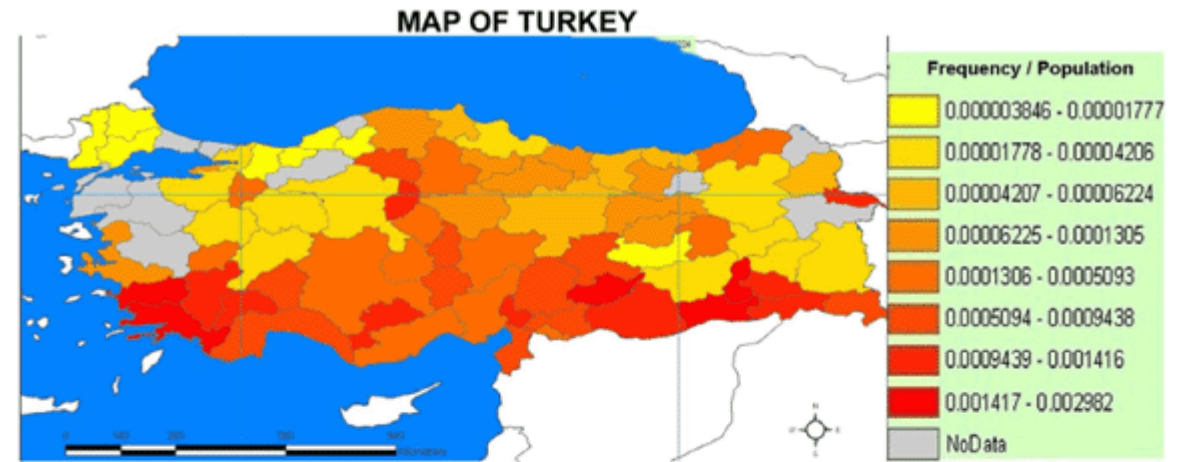 MAP OF TURKEY
Frequency / Population
0.000003846 - 0.00001777
0.00001778 - 0.00004206
0.00004207 - 0.00006224
0.00006225 - 0.0001305
0.0001306 - 0.0005093
0.0005094 - 0.0009438
0.0009439 - 0.001416
0.001417 - 0.002982
NoData
N
S